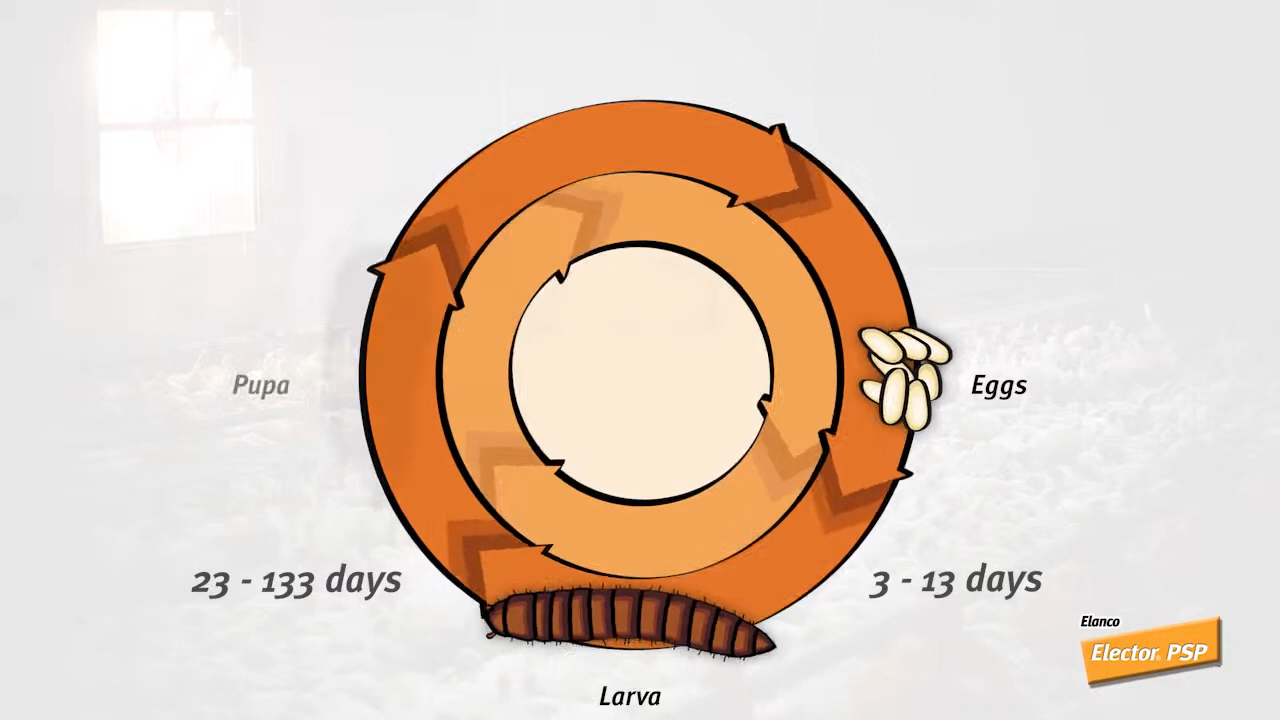 Pupa
Eggs
23 - 133 days
3 - 13 days
Elanco
Elector® PSP
Larva